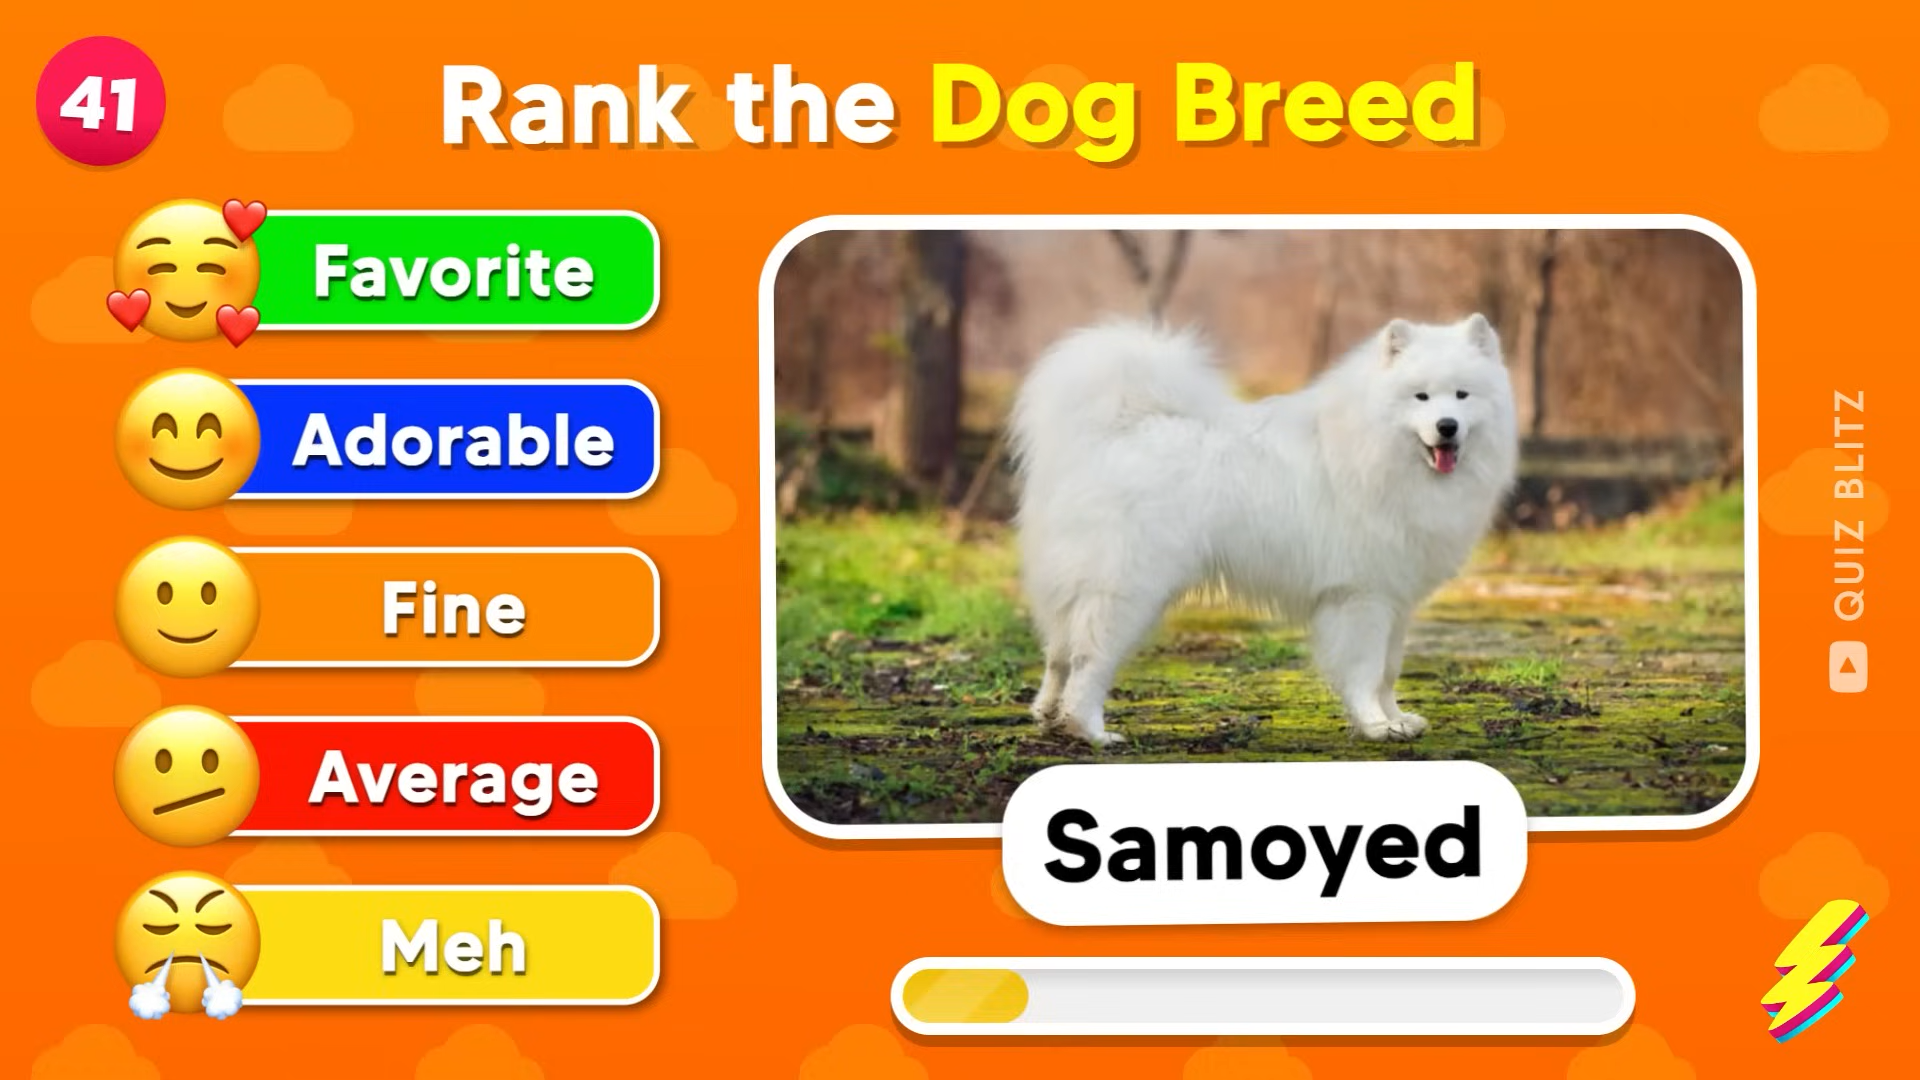 41
Rank the Dog Breed
Favorite
Adorable
Fine
Average
Meh
Samoyed
QUIZ BLITZ